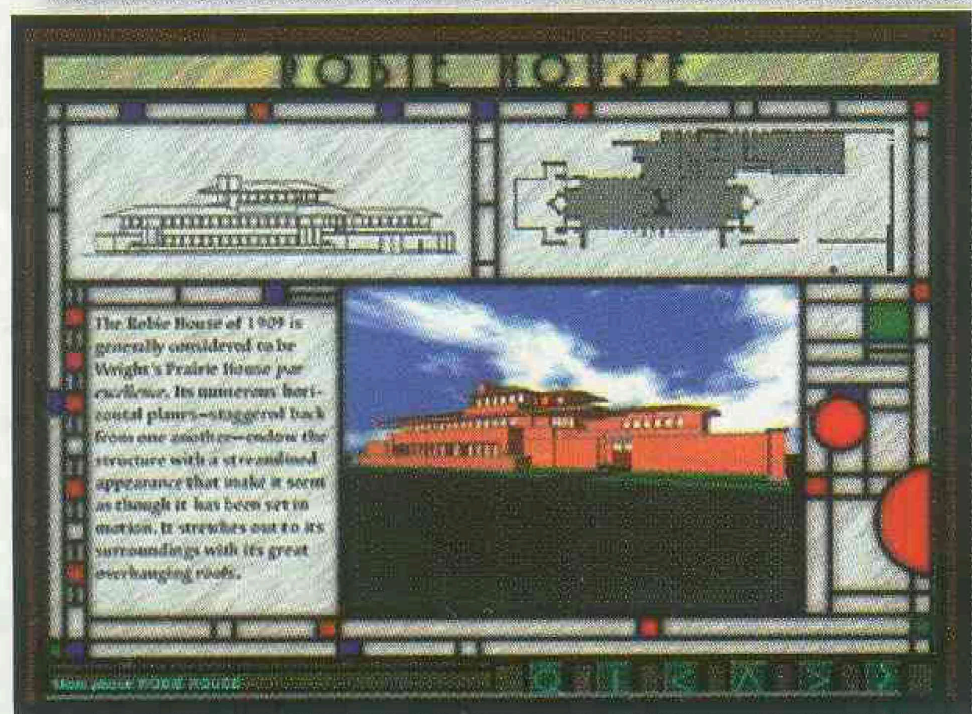 ROBIE HOUSE
The Robie House of 1909 is
generally considered to be
Wright's Prairie House par
excellence. Its numerous hori-
zontal planes—staggered back
from one another—endow the
structure with a streamlined
appearance that make it seem
as though it has been set in
motion. It stretches out to its
surroundings with its great
overhanging roofs.
More about ROBIE HOUSE